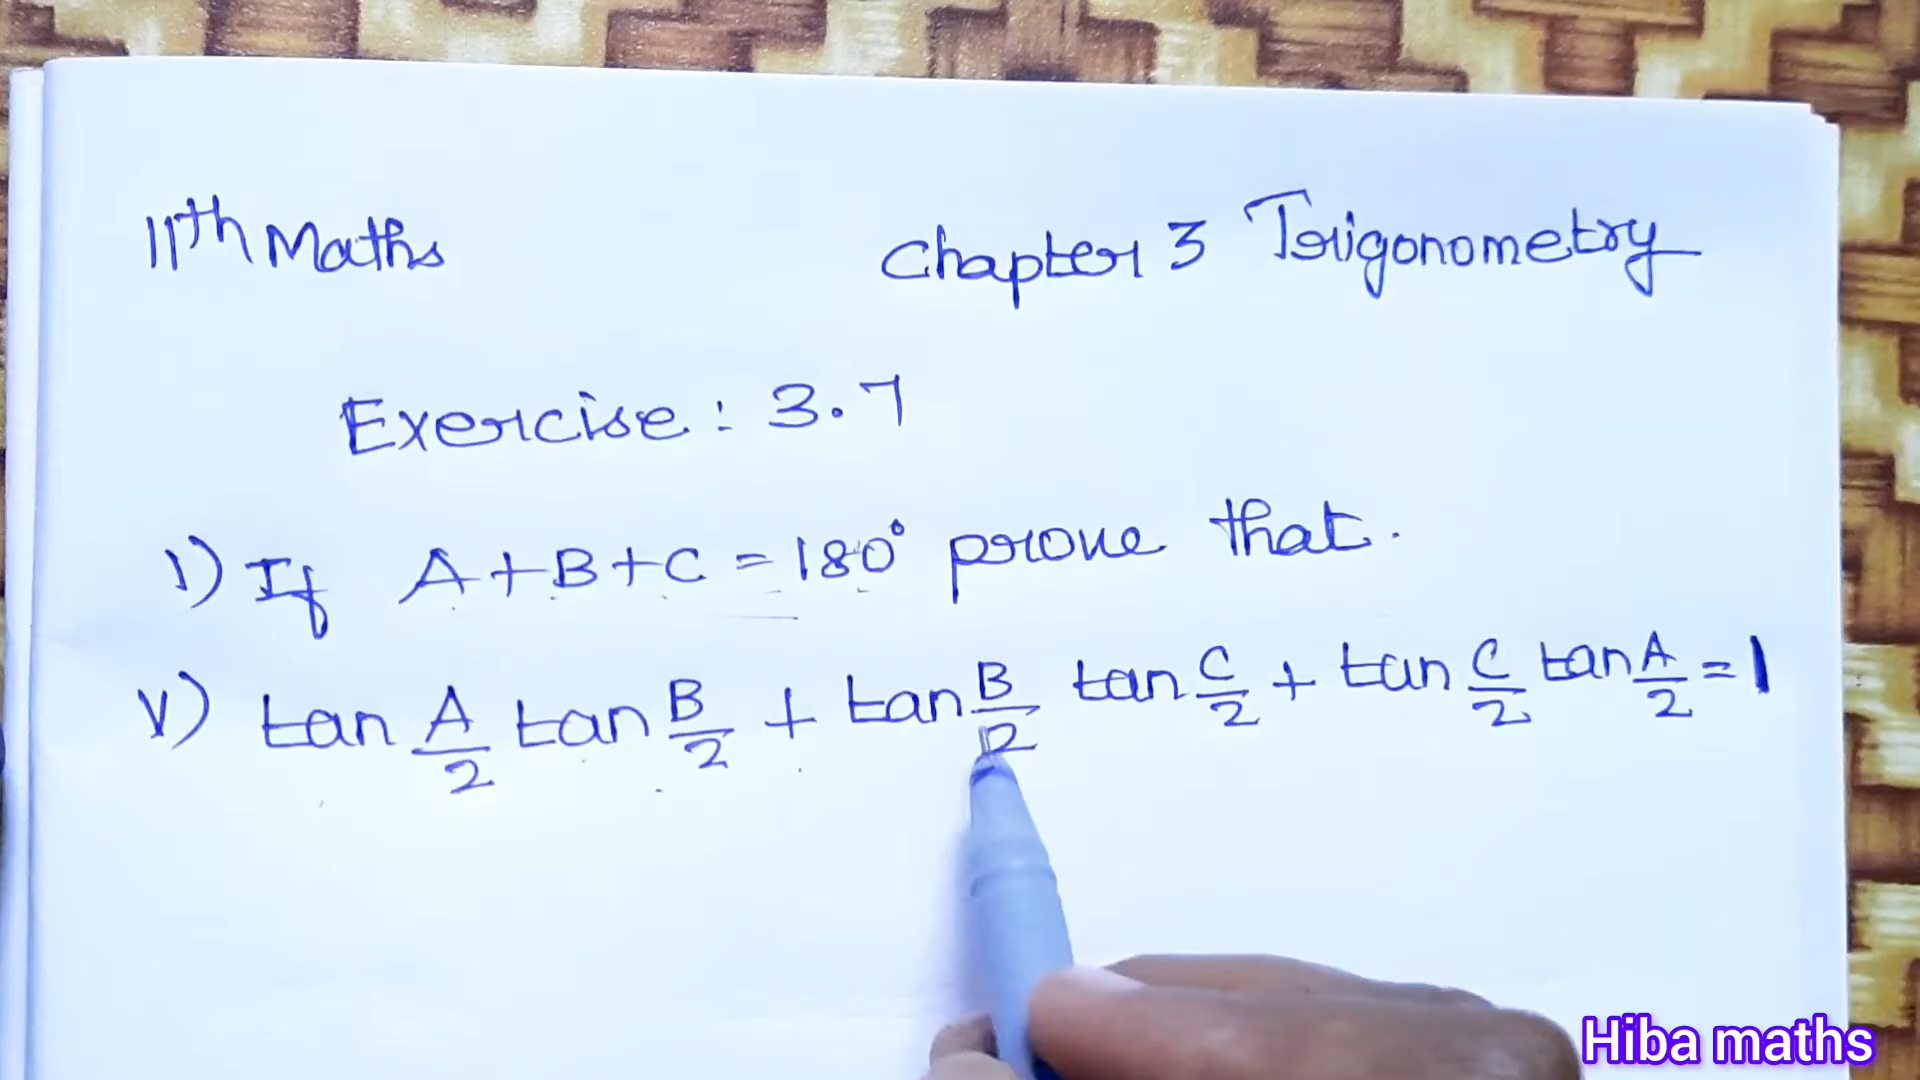 11th Maths Chapter 3 Trigonometry
Exercise : 3.7
1) If A+B+C = 180° prove that.
V) tan A/2 tan B/2 + tan B/2 tan C/2 + tan C/2 tan A/2 = 1
Hiba maths